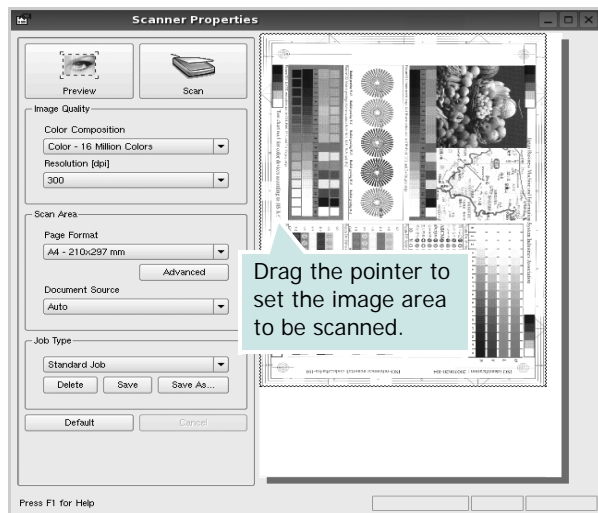 Scanner Properties
Preview
Scan
Image Quality
Color Composition
Color - 16 Million Colors
Resolution [dpi]
300
Scan Area
Page Format
A4 - 210x297 mm
Advanced
Document Source
Auto
Job Type
Standard Job
Delete Save Save As...
Default Cancel
Drag the pointer to
set the image area
to be scanned.
Press F1 for Help